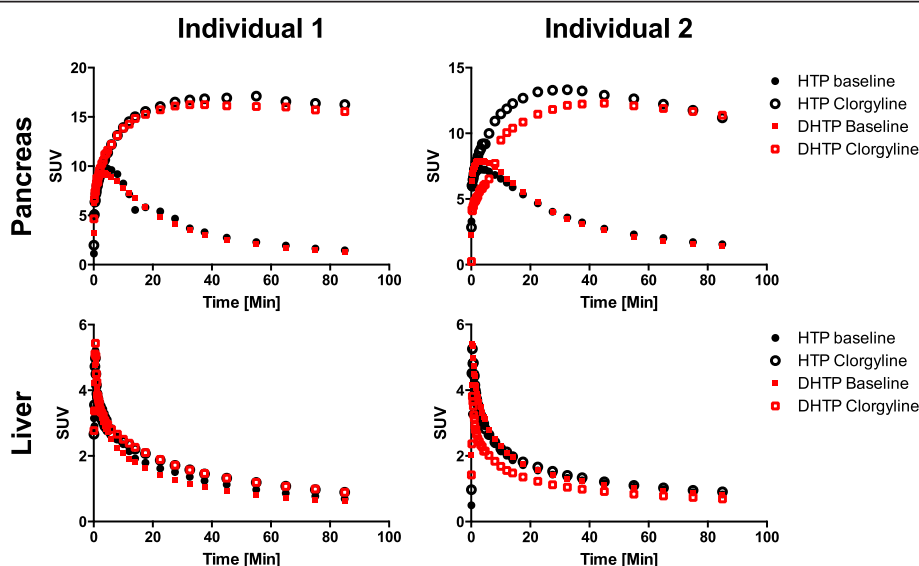 Individual 1
Individual 2
Pancreas
SUV
20
15
10
5
0
0 20 40 60 80 100
Time [Min]
SUV
15
10
5
0
0 20 40 60 80 100
Time [Min]
HTP baseline
HTP Clorgyline
DHTP Baseline
DHTP Clorgyline
Liver
SUV
6
4
2
0
0 20 40 60 80 100
Time [Min]
SUV
6
4
2
0
0 20 40 60 80 100
Time [Min]
HTP baseline
HTP Clorgyline
DHTP Baseline
DHTP Clorgyline